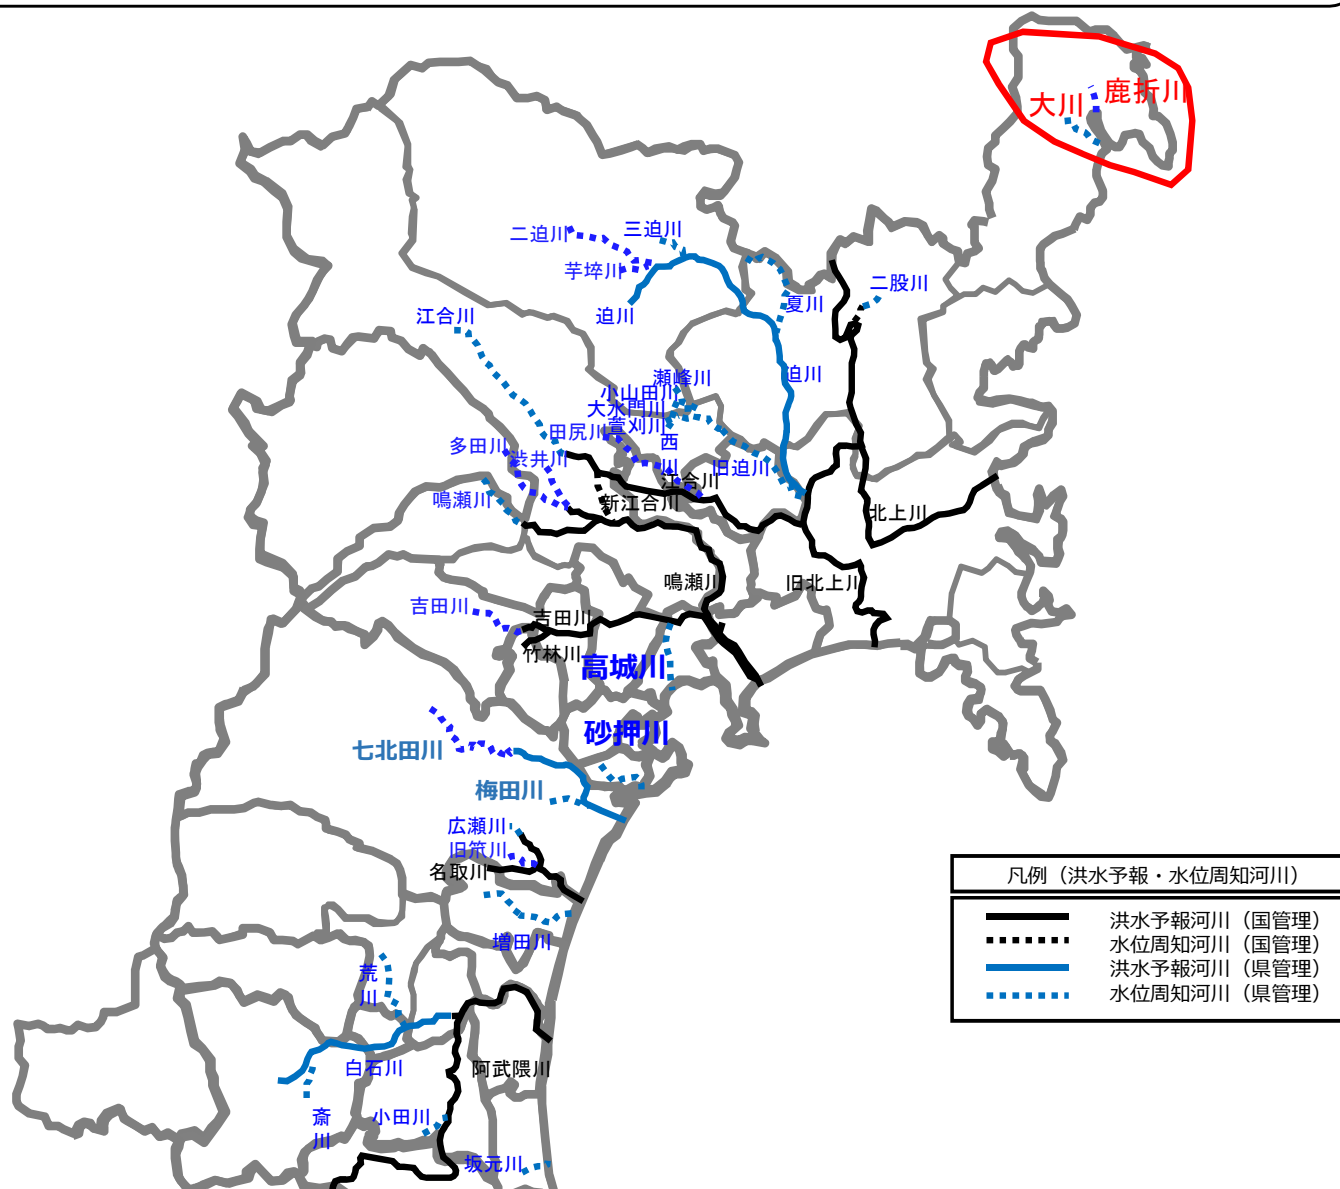 鹿折川
大川
二迫川
三迫川
芋埣川
二股川
夏川
江合川
迫川
迫川
瀬峰川
小山田川
大水門川
萱刈川
田尻川
西川
多田川
渋井川
旧迫川
江合川
鳴瀬川
新江合川
北上川
鳴瀬川
旧北上川
吉田川
吉田川
竹林川
高城川
砂押川
七北田川
梅田川
広瀬川
旧笊川
名取川
増田川
荒川
白石川
阿武隈川
斎川
小田川
坂元川
凡例（洪水予報・水位周知河川）
洪水予報河川（国管理）
水位周知河川（国管理）
洪水予報河川（県管理）
水位周知河川（県管理）